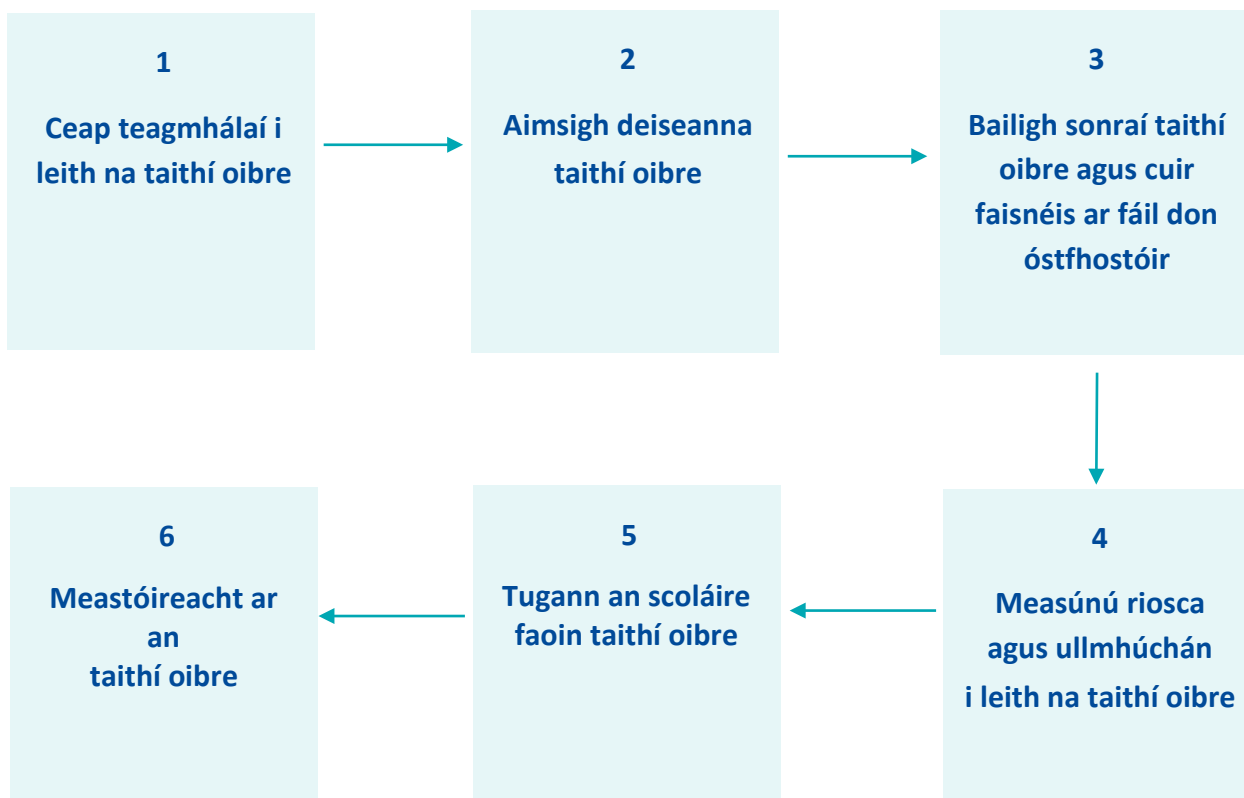 1
Ceap teagmhálaí i
leith na taithí oibre
2
Aimsigh deiseanna
taithí oibre
3
Bailigh sonraí taithí
oibre agus cuir
faisnéis ar fáil don
óstfhostóir
4
Measúnú riosca
agus ullmhúchán
i leith na taithí oibre
5
Tugann an scoláire
faoin taithí oibre
6
Meastóireacht ar
an
taithí oibre